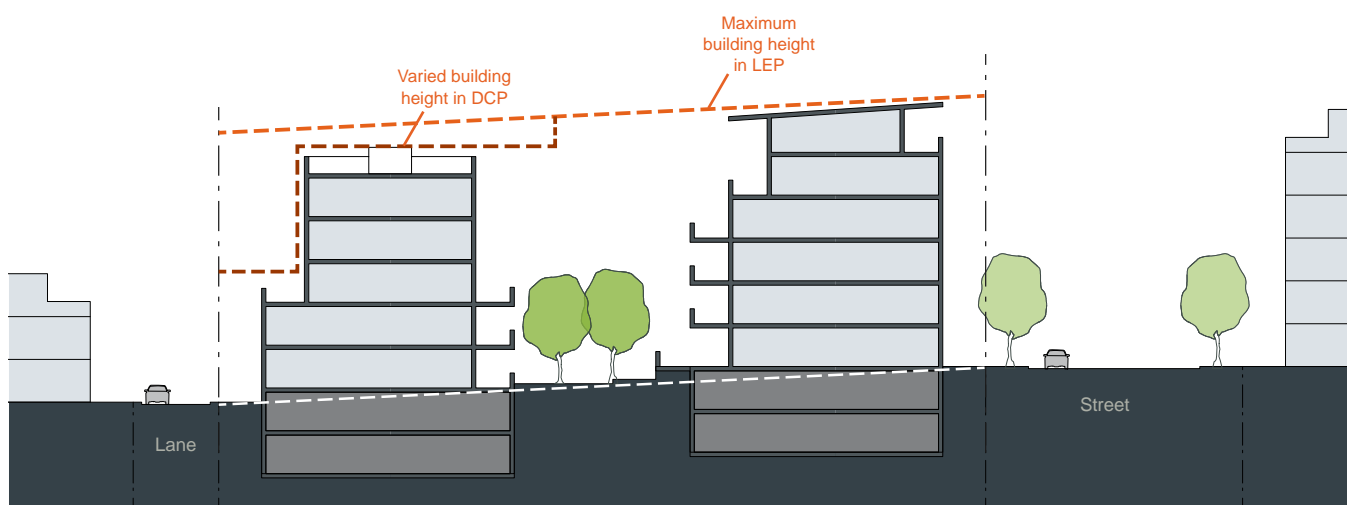 Maximum
building height
in LEP
Varied building
height in DCP
Lane
Street